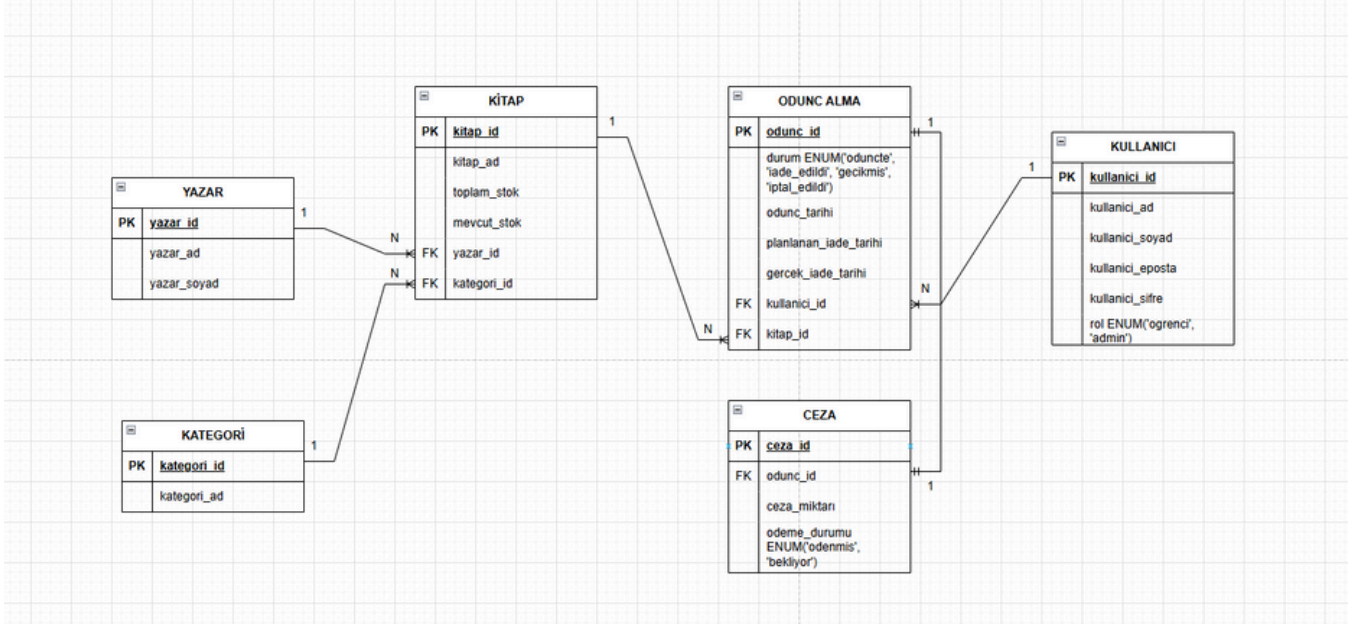 YAZAR
PK yazar_id
yazar_ad
yazar_soyad
1
KATEGORİ
PK kategori_id
kategori_ad
1
KİTAP
PK kitap_id
kitap_ad
toplam_stok
mevcut_stok
FK yazar_id
FK kategori_id
1
N
N
ODUNC ALMA
PK odunc_id
durum ENUM('oduncte',
'iade_edildi', 'gecikmis',
'iptal_edildi')
odunc_tarihi
planlanan_iade_tarihi
gercek_iade_tarihi
FK kullanici_id
FK kitap_id
1
N
N
CEZA
PK ceza_id
FK odunc_id
ceza_miktarı
odeme_durumu
ENUM('odenmis',
'bekliyor')
1
KULLANICI
PK kullanici_id
kullanici_ad
kullanici_soyad
kullanici_eposta
kullanici_sifre
rol ENUM('ogrenci',
'admin')
1